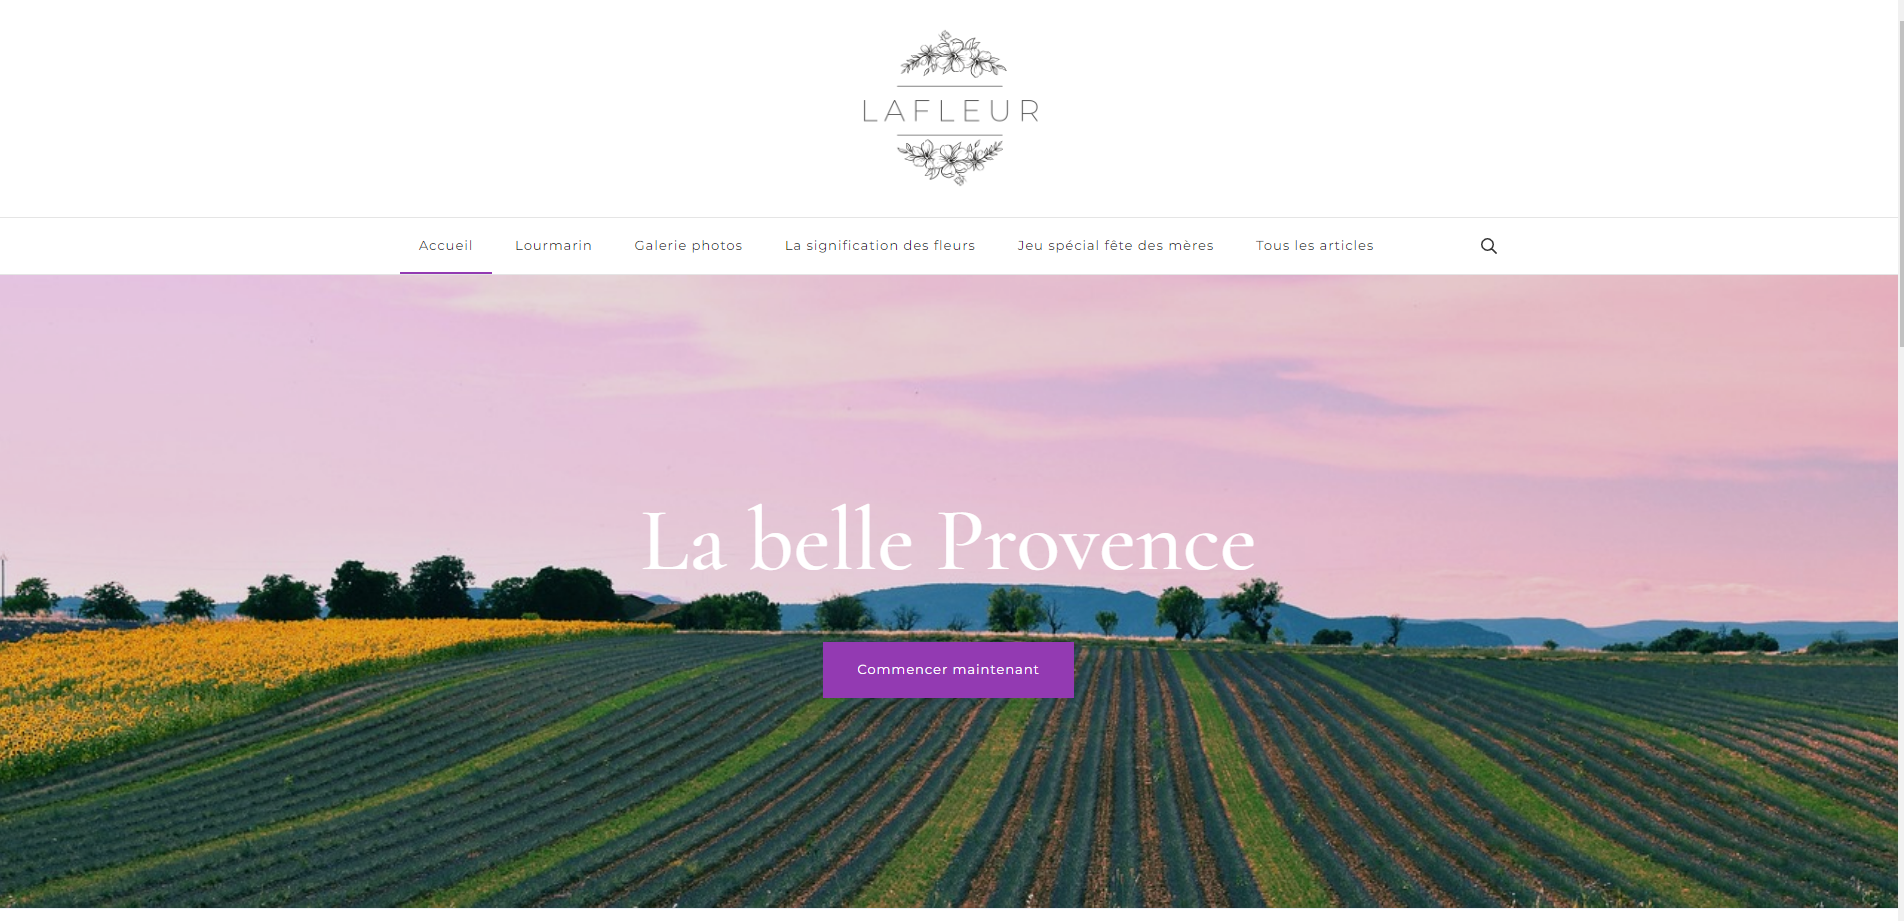 LAFLEUR
Accueil Lourmarin Galerie photos La signification des fleurs Jeu spécial fête des mères Tous les articles
La belle Provence
Commencer maintenant